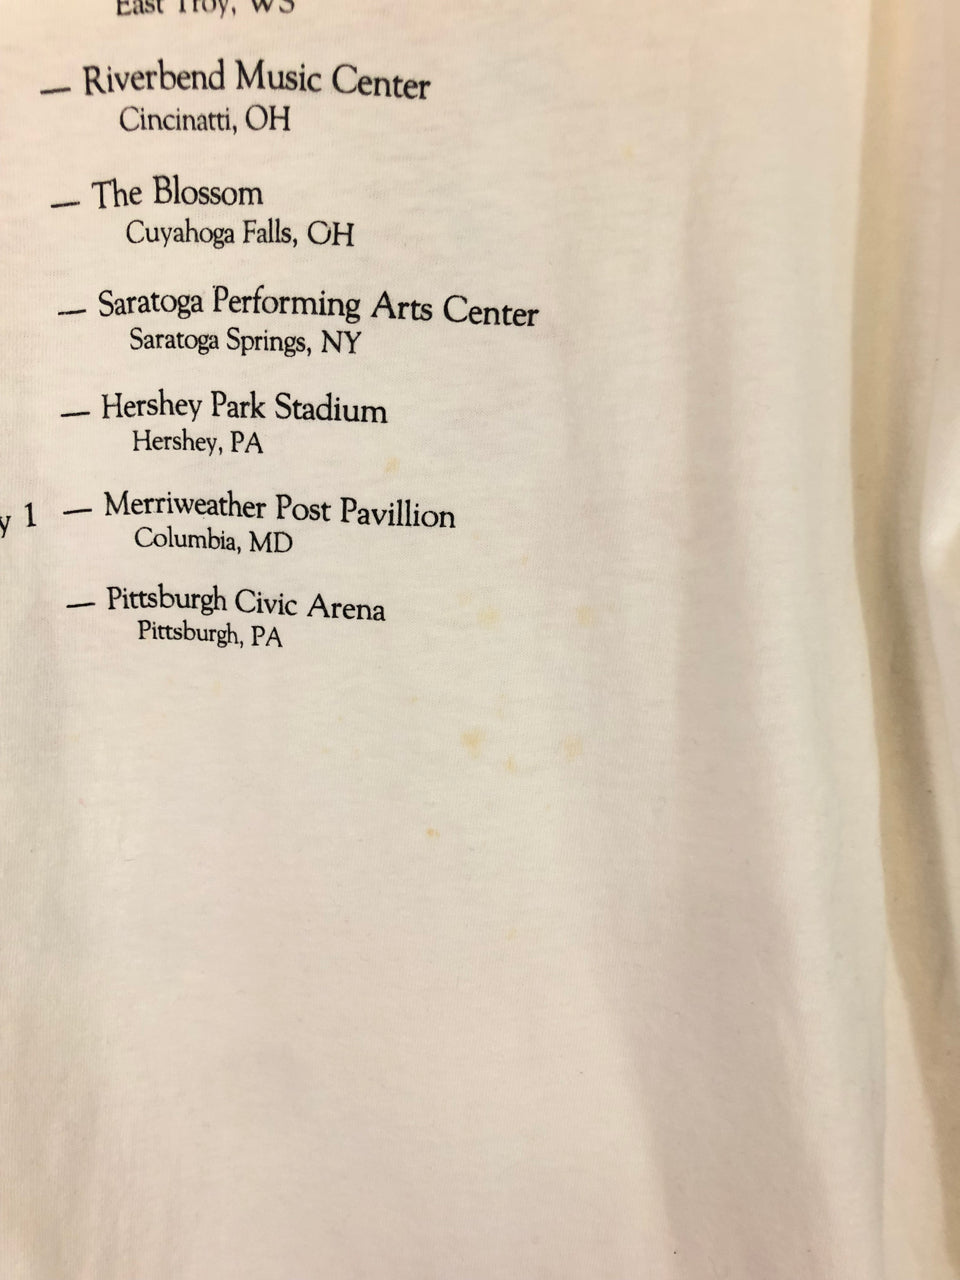 East Troy, WS
— Riverbend Music Center
Cincinatti, OH
— The Blossom
Cuyahoga Falls, OH
— Saratoga Performing Arts Center
Saratoga Springs, NY
— Hershey Park Stadium
Hershey, PA
y 1 — Merriweather Post Pavillion
Columbia, MD
— Pittsburgh Civic Arena
Pittsburgh, PA